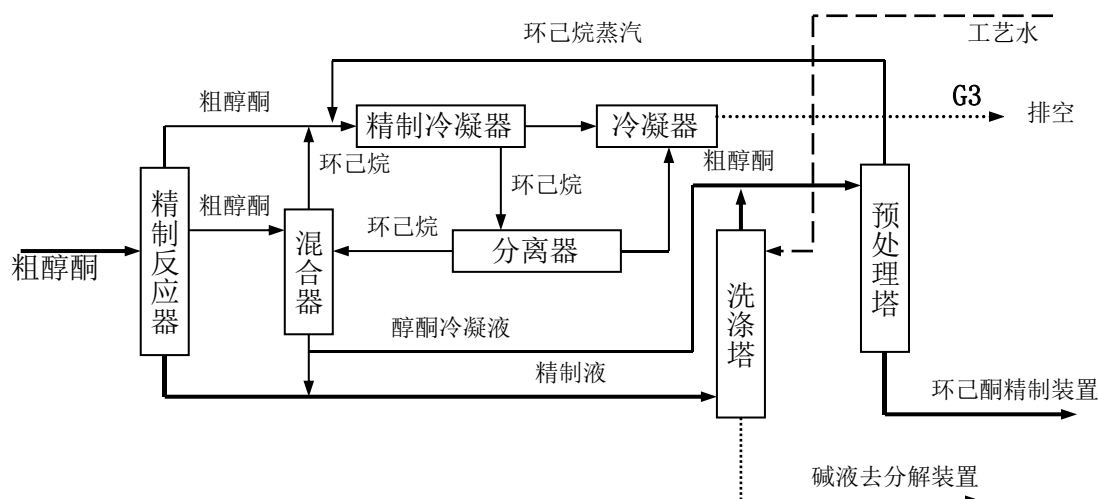 环己烷蒸汽
工艺水
粗醇酮
G3
排空
精制冷凝器
冷凝器
粗醇酮
环己烷
环己烷
粗醇酮
精制反应器
粗醇酮
环己烷
混合器
分离器
洗涤塔
预处理塔
醇酮冷凝液
精制液
环己酮精制装置
碱液去分解装置